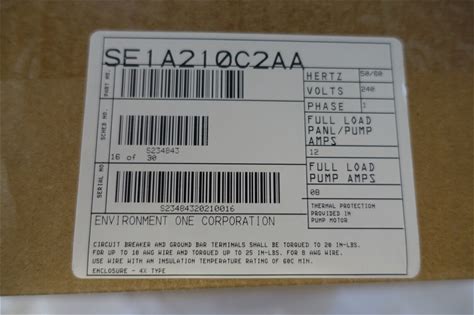 SE1A210C2AA
PART NO.
HERTZ 50/60
VOLTS 240
PHASE 1
SCHED NO.
S234843
16 of 30
FULL LOAD
PANL/PUMP
AMPS
12
FULL LOAD
PUMP AMPS
08
SERIAL NO
S23484320210016
THERMAL PROTECTION
PROVIDED IN
PUMP MOTOR
ENVIRONMENT ONE CORPORATION
CIRCUIT BREAKER AND GROUND BAR TERMINALS SHALL BE TORQUED TO 20 IN-LBS.
FOR UP TO 10 AWG WIRE AND TORQUED UP TO 25 IN-LBS. FOR 8 AWG WIRE.
USE WIRE WITH AN INSULATION TEMPERATURE RATING OF 60C MIN.
ENCLOSURE - 4X TYPE